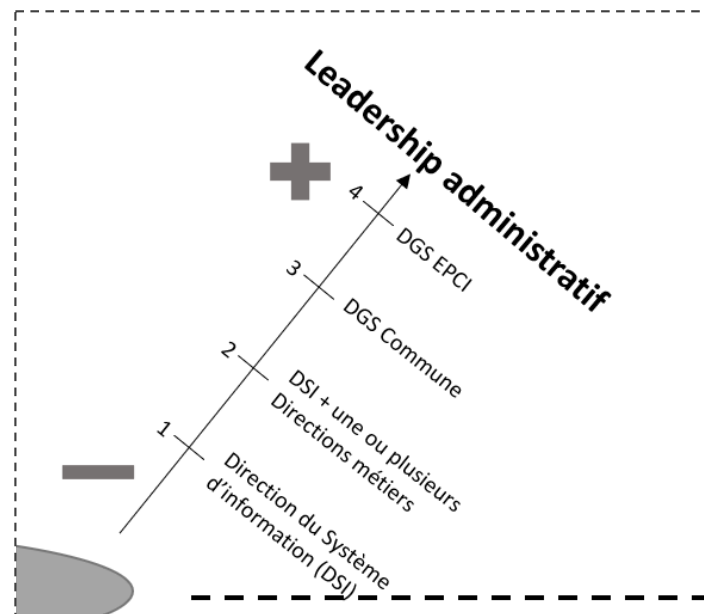 Leadership administratif
4
DGS EPCI
3
DGS Commune
2
DSI + une ou plusieurs
Directions métiers
1
Direction du Système
d'information (DSI)